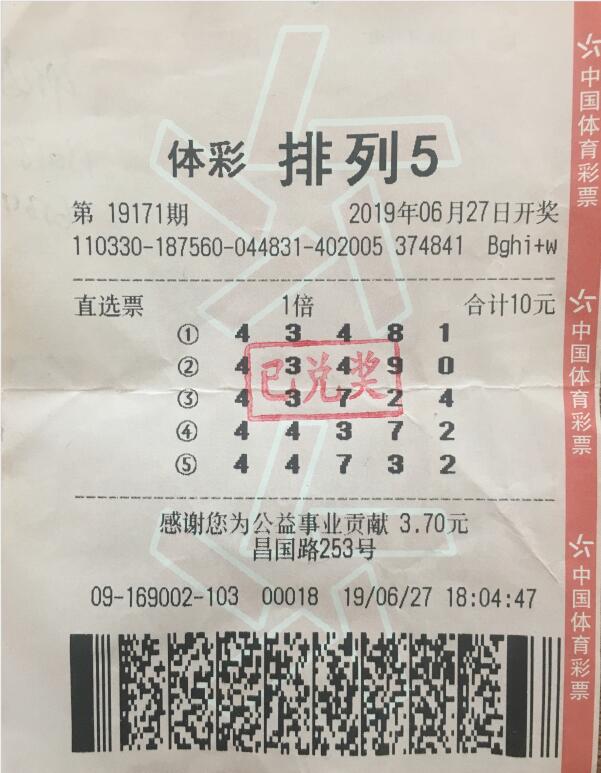 体彩 排列5
第 19171期 2019年06月27日开奖
110330-187560-044831-402005 374841 Bghi+w
直选票 1倍 合计10元
① 4 3 4 8 1
② 4 3 4 9 0
③ 4 3 7 2 4
④ 4 4 3 7 2
⑤ 4 4 7 3 2
已兑奖
感谢您为公益事业贡献 3.70元
昌国路253号
09-169002-103 00018 19/06/27 18:04:47
中国体育彩票
中国体育彩票
中国体育彩票